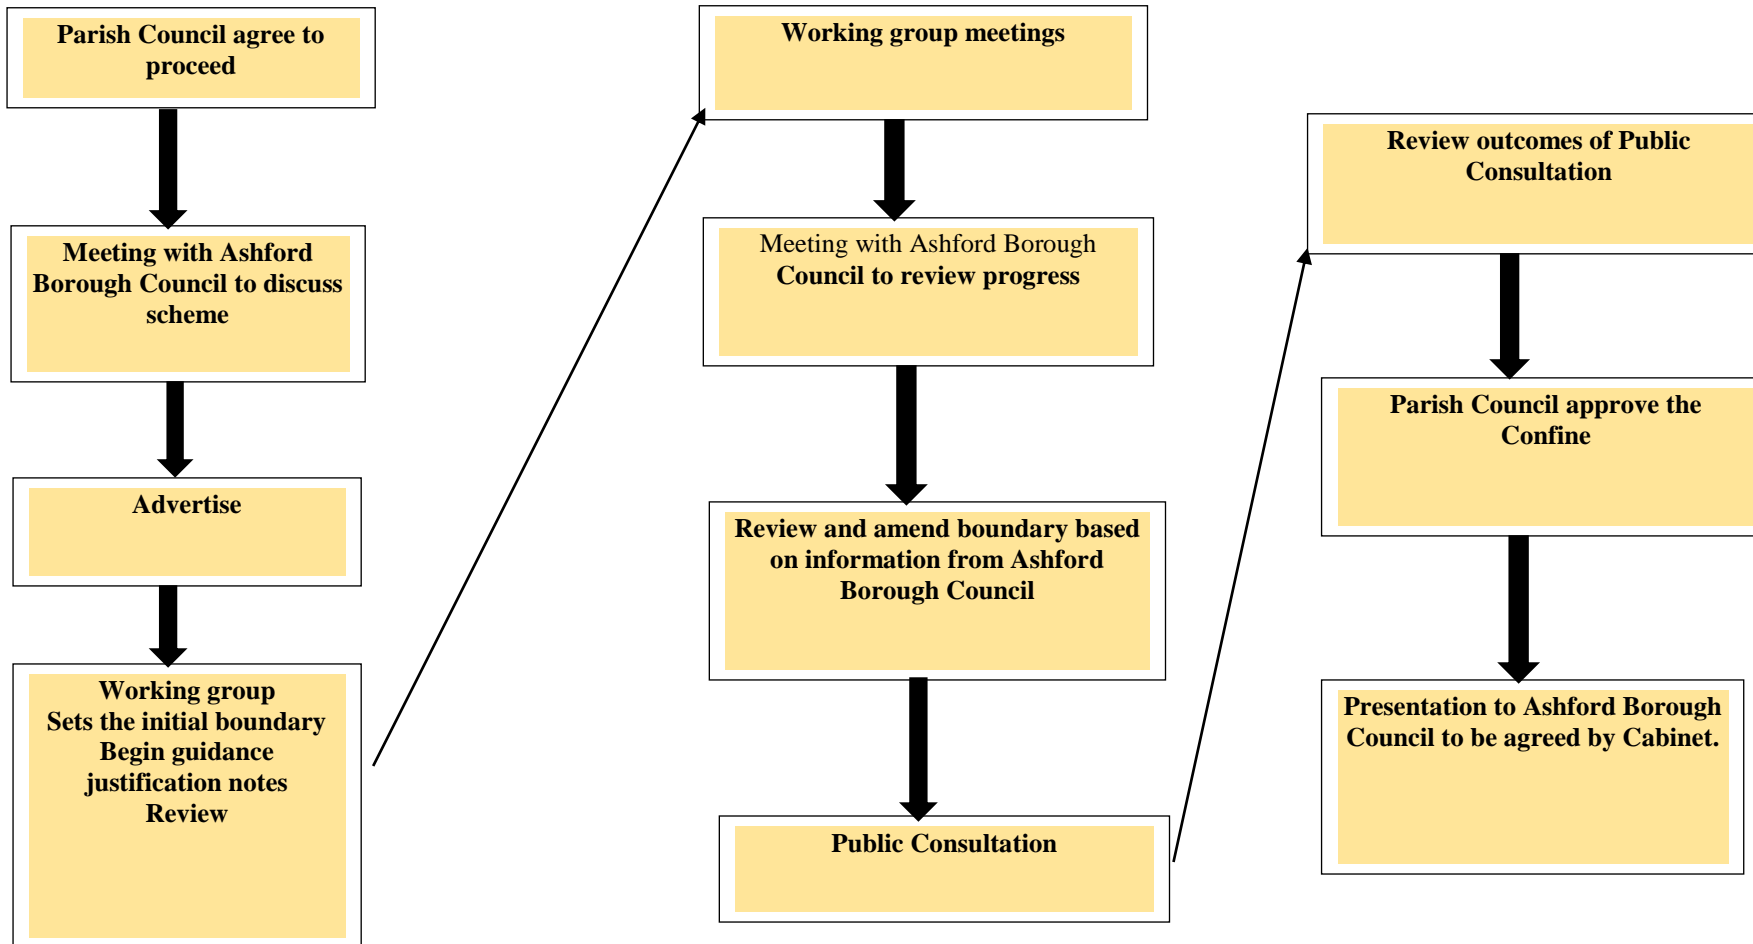 Parish Council agree to
proceed
Meeting with Ashford
Borough Council to discuss
scheme
Advertise
Working group
Sets the initial boundary
Begin guidance
justification notes
Review
Working group meetings
Meeting with Ashford Borough
Council to review progress
Review and amend boundary based
on information from Ashford
Borough Council
Public Consultation
Review outcomes of Public
Consultation
Parish Council approve the
Confine
Presentation to Ashford Borough
Council to be agreed by Cabinet.